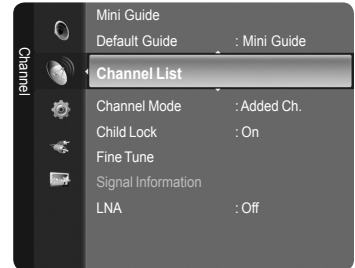 Channel
Mini Guide
Default Guide : Mini Guide
Channel List
Channel Mode : Added Ch.
Child Lock : On
Fine Tune
Signal Information
LNA : Off